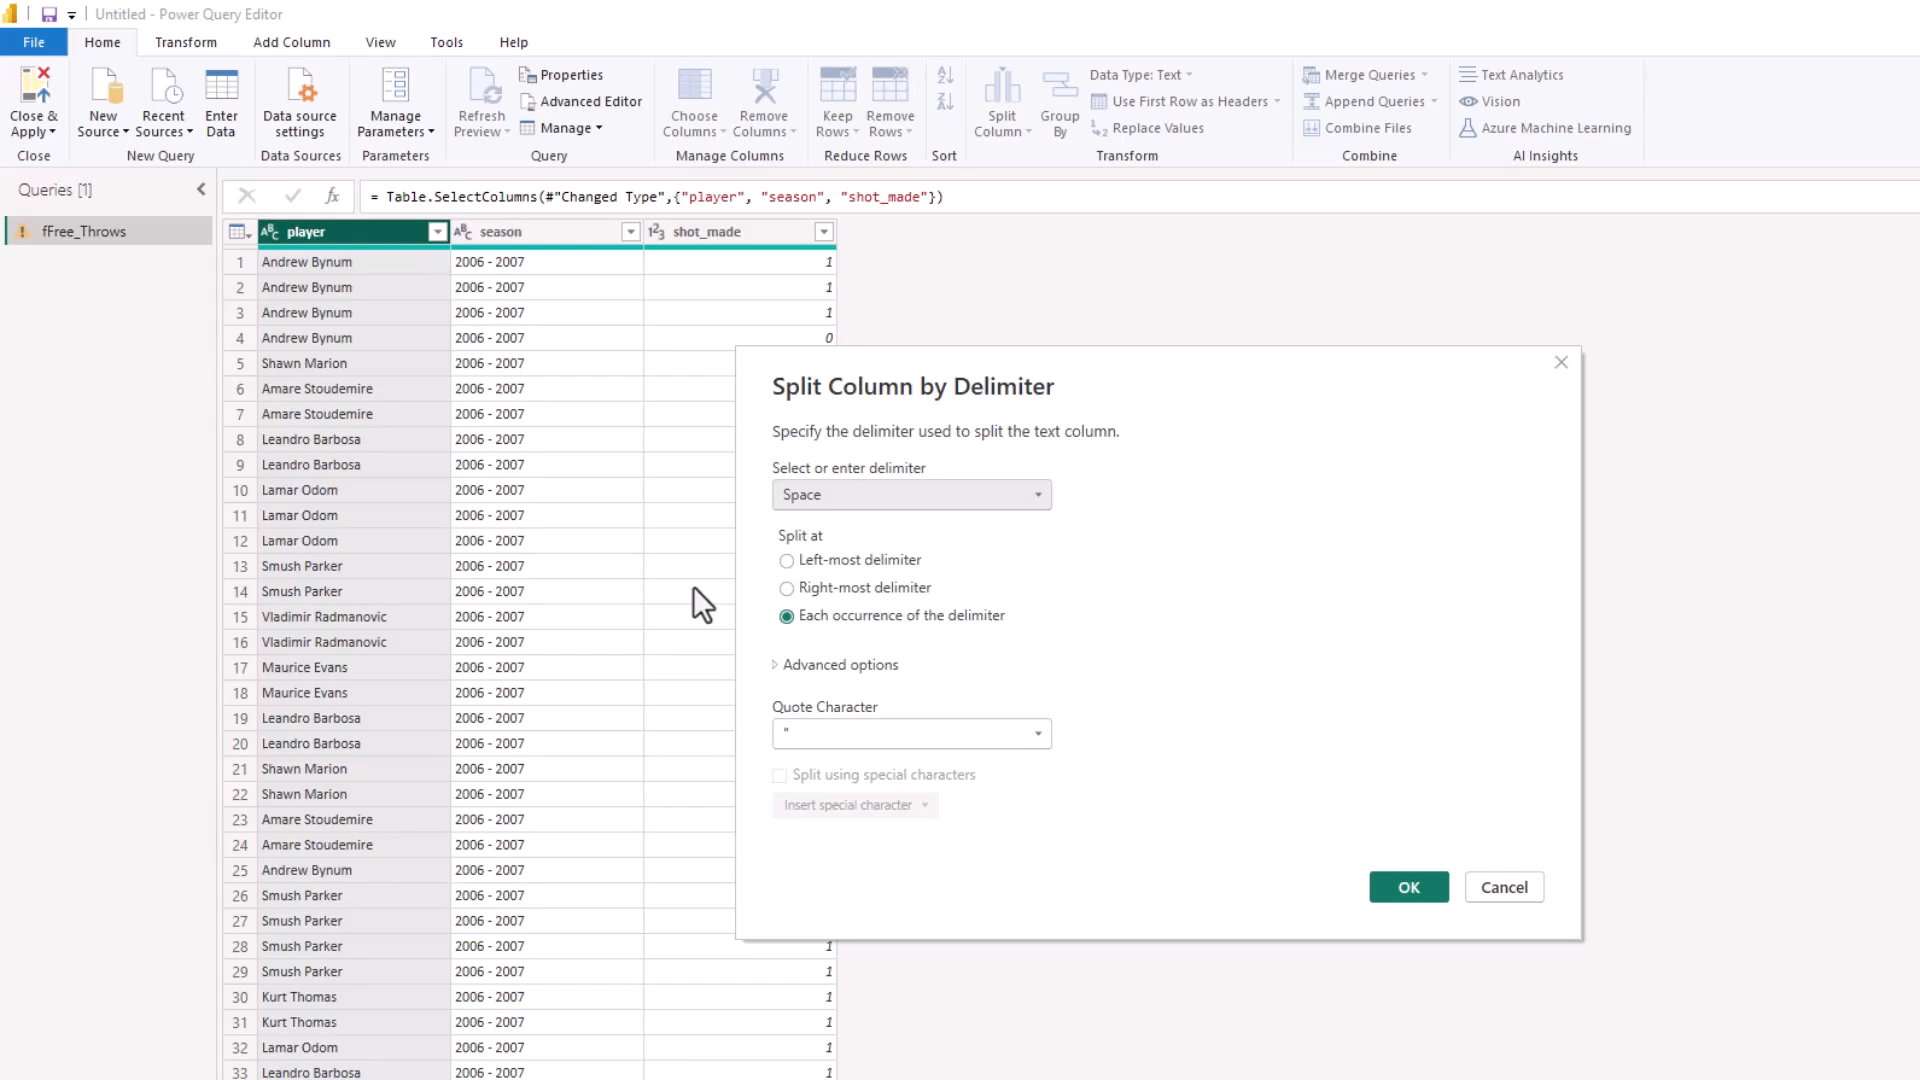 Untitled - Power Query Editor
File Home Transform Add Column View Tools Help
Close & Apply
Close
New Source
Recent Sources
Enter Data
New Query
Data source settings
Data Sources
Manage Parameters
Parameters
Refresh Preview
Properties
Advanced Editor
Manage
Query
Choose Columns
Remove Columns
Manage Columns
Keep Rows
Remove Rows
Reduce Rows
Sort
Split Column
Group By
Data Type: Text
Use First Row as Headers
Replace Values
Transform
Merge Queries
Append Queries
Combine Files
Combine
Text Analytics
Vision
Azure Machine Learning
AI Insights
Queries [1]
fFree_Throws
fx = Table.SelectColumns(#"Changed Type",{"player", "season", "shot_made"})
ABC player ABC season 123 shot_made
1 Andrew Bynum 2006 - 2007 1
2 Andrew Bynum 2006 - 2007 1
3 Andrew Bynum 2006 - 2007 1
4 Andrew Bynum 2006 - 2007 0
5 Shawn Marion 2006 - 2007
6 Amare Stoudemire 2006 - 2007
7 Amare Stoudemire 2006 - 2007
8 Leandro Barbosa 2006 - 2007
9 Leandro Barbosa 2006 - 2007
10 Lamar Odom 2006 - 2007
11 Lamar Odom 2006 - 2007
12 Lamar Odom 2006 - 2007
13 Smush Parker 2006 - 2007
14 Smush Parker 2006 - 2007
15 Vladimir Radmanovic 2006 - 2007
16 Vladimir Radmanovic 2006 - 2007
17 Maurice Evans 2006 - 2007
18 Maurice Evans 2006 - 2007
19 Leandro Barbosa 2006 - 2007
20 Leandro Barbosa 2006 - 2007
21 Shawn Marion 2006 - 2007
22 Shawn Marion 2006 - 2007
23 Amare Stoudemire 2006 - 2007
24 Amare Stoudemire 2006 - 2007
25 Andrew Bynum 2006 - 2007
26 Smush Parker 2006 - 2007
27 Smush Parker 2006 - 2007
28 Smush Parker 2006 - 2007 1
29 Smush Parker 2006 - 2007 1
30 Kurt Thomas 2006 - 2007 1
31 Kurt Thomas 2006 - 2007 1
32 Lamar Odom 2006 - 2007 1
33 Leandro Barbosa 2006 - 2007 1
Split Column by Delimiter
Specify the delimiter used to split the text column.
Select or enter delimiter
Space
Split at
Left-most delimiter
Right-most delimiter
Each occurrence of the delimiter
Advanced options
Quote Character
"
Split using special characters
Insert special character
OK Cancel